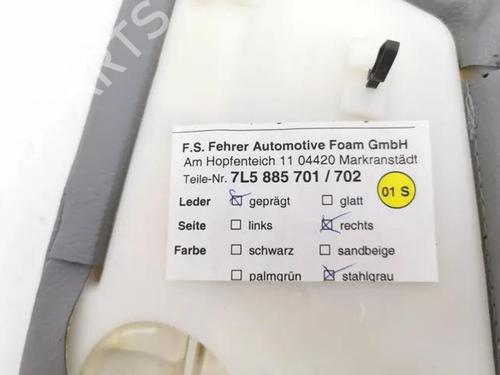 F.S. Fehrer Automotive Foam GmbH
Am Hopfenteich 11 04420 Markranstädt
Teile-Nr. 7L5 885 701 / 702
01 S
Leder geprägt glatt
Seite links rechts
Farbe schwarz sandbeige
palmgrün stahlgrau
PARTS